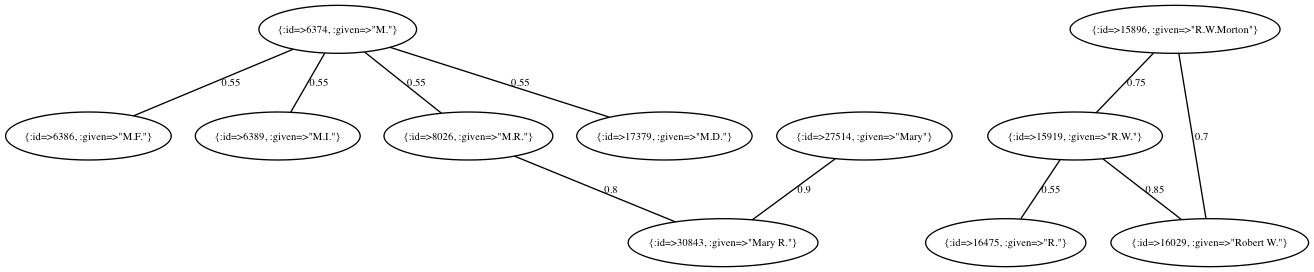 {:id=>6374, :given=>"M."}
{:id=>15896, :given=>"R.W.Morton"}
0.55
0.55
0.55
0.55
0.75
{:id=>6386, :given=>"M.F."}
{:id=>6389, :given=>"M.I."}
{:id=>8026, :given=>"M.R."}
{:id=>17379, :given=>"M.D."}
{:id=>27514, :given=>"Mary"}
{:id=>15919, :given=>"R.W."}
0.7
0.8
0.9
0.55
0.85
{:id=>30843, :given=>"Mary R."}
{:id=>16475, :given=>"R."}
{:id=>16029, :given=>"Robert W."}